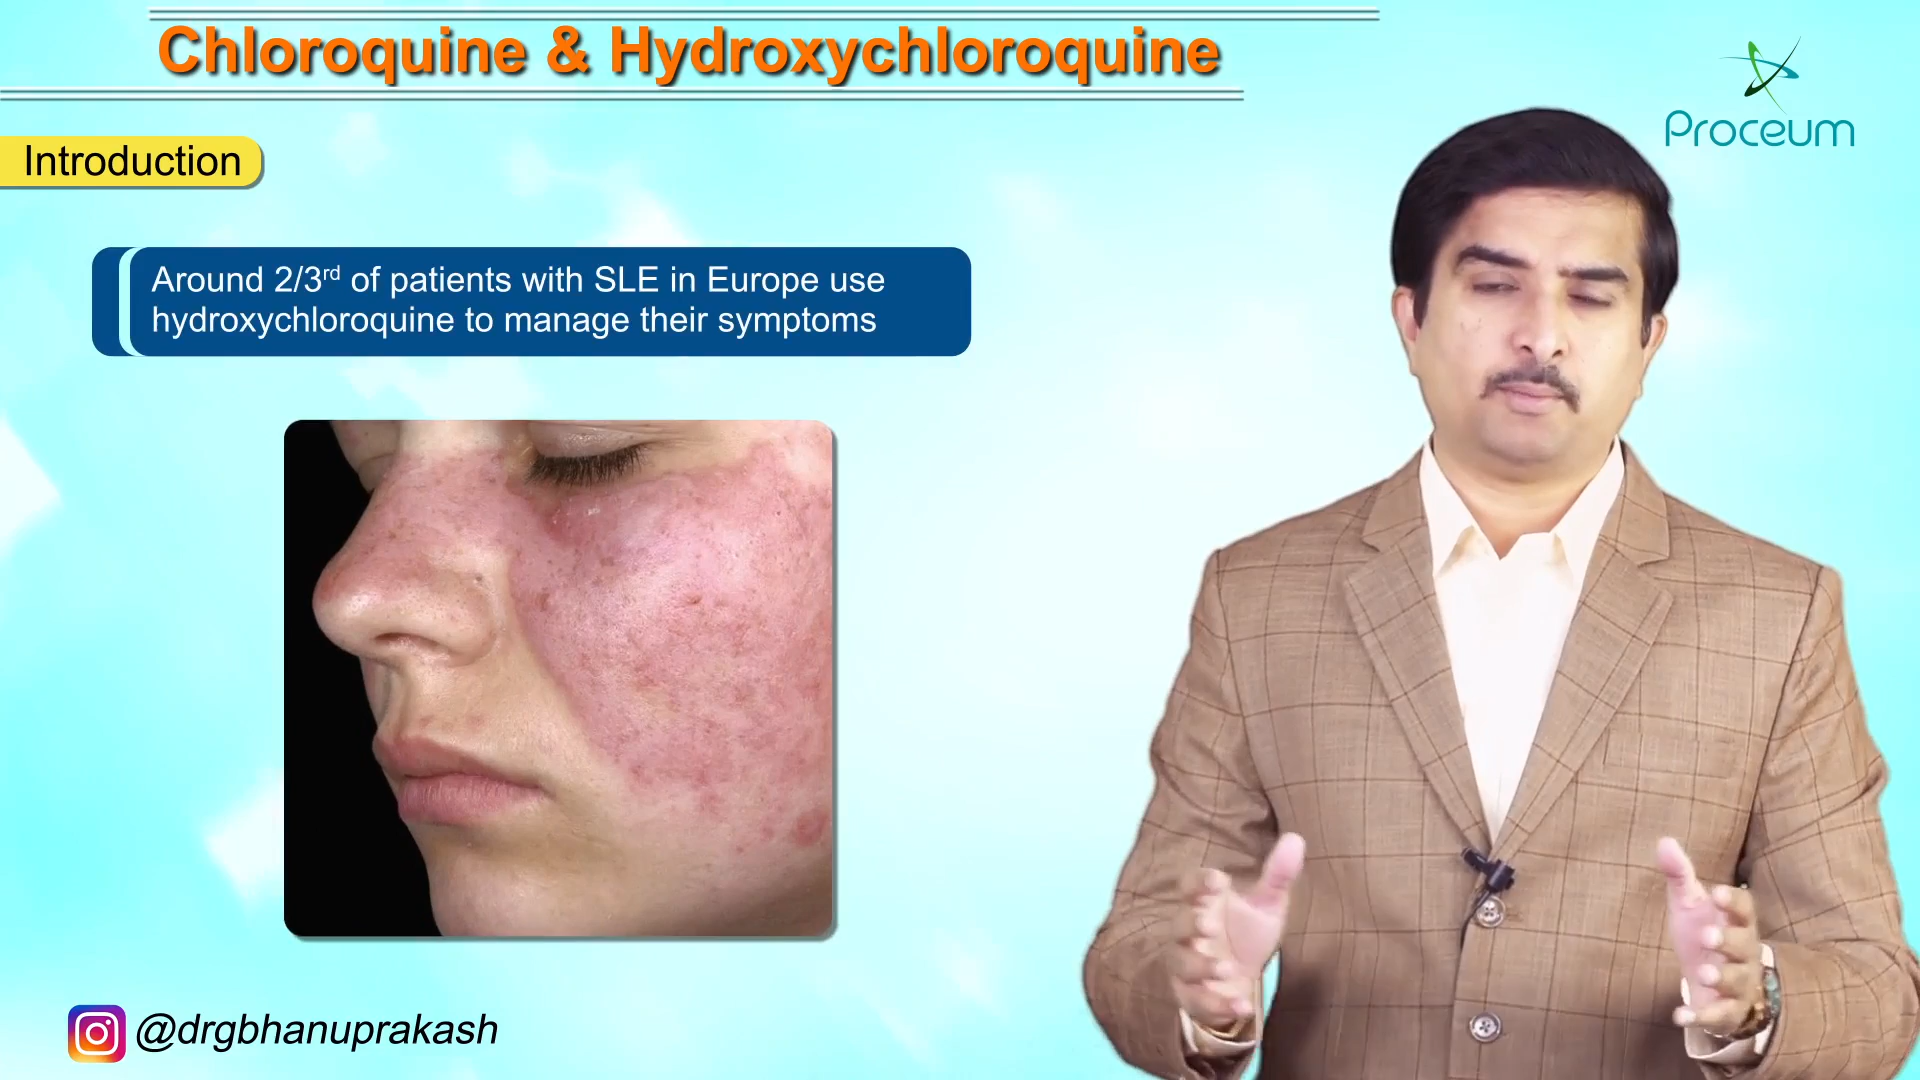 Chloroquine & Hydroxychloroquine
Proceum
Introduction
Around 2/3rd of patients with SLE in Europe use
hydroxychloroquine to manage their symptoms
@drgbhanuprakash